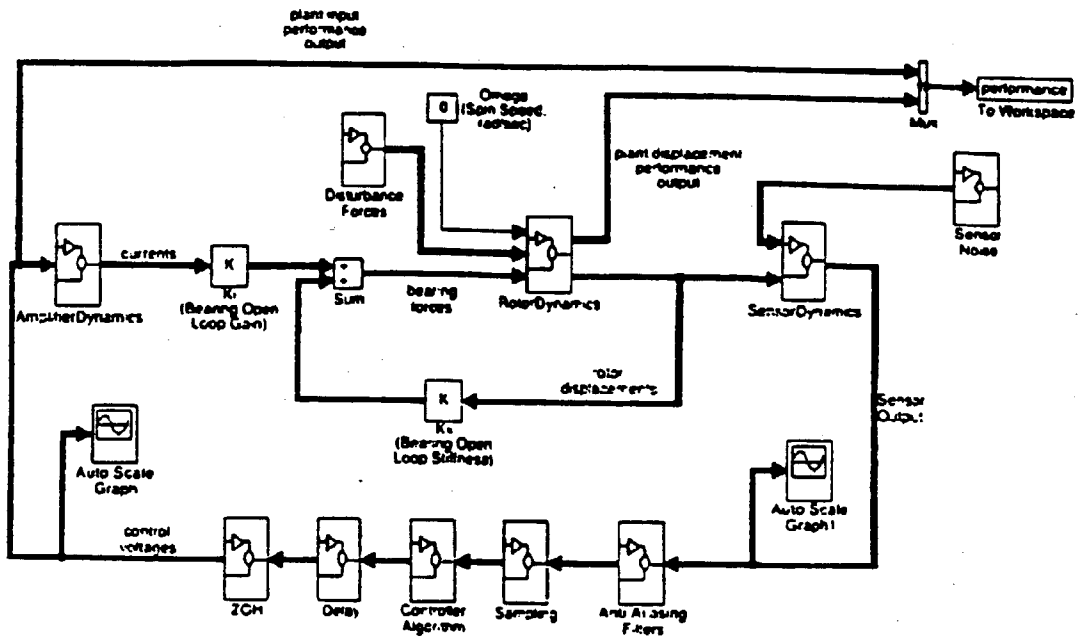 plant input
performance
output
Omega
(Spin Speed,
rad/sec)
0
performance
To Workspace
Mux
plant displacement
performance
output
Disturbance
Forces
Sensor
Noise
currents
K
K
(Bearing Open
Loop Gain)
Sum
bearing
forces
RotorDynamics
SensorDynamics
AmplifierDynamics
rotor
displacements
K
K
(Bearing Open
Loop Stiffness)
Sensor
Output
Auto Scale
Graph
Auto Scale
Graph1
control
voltages
ZOH
Delay
Controller
Algorithm
Sampling
Anti Aliasing
Filters